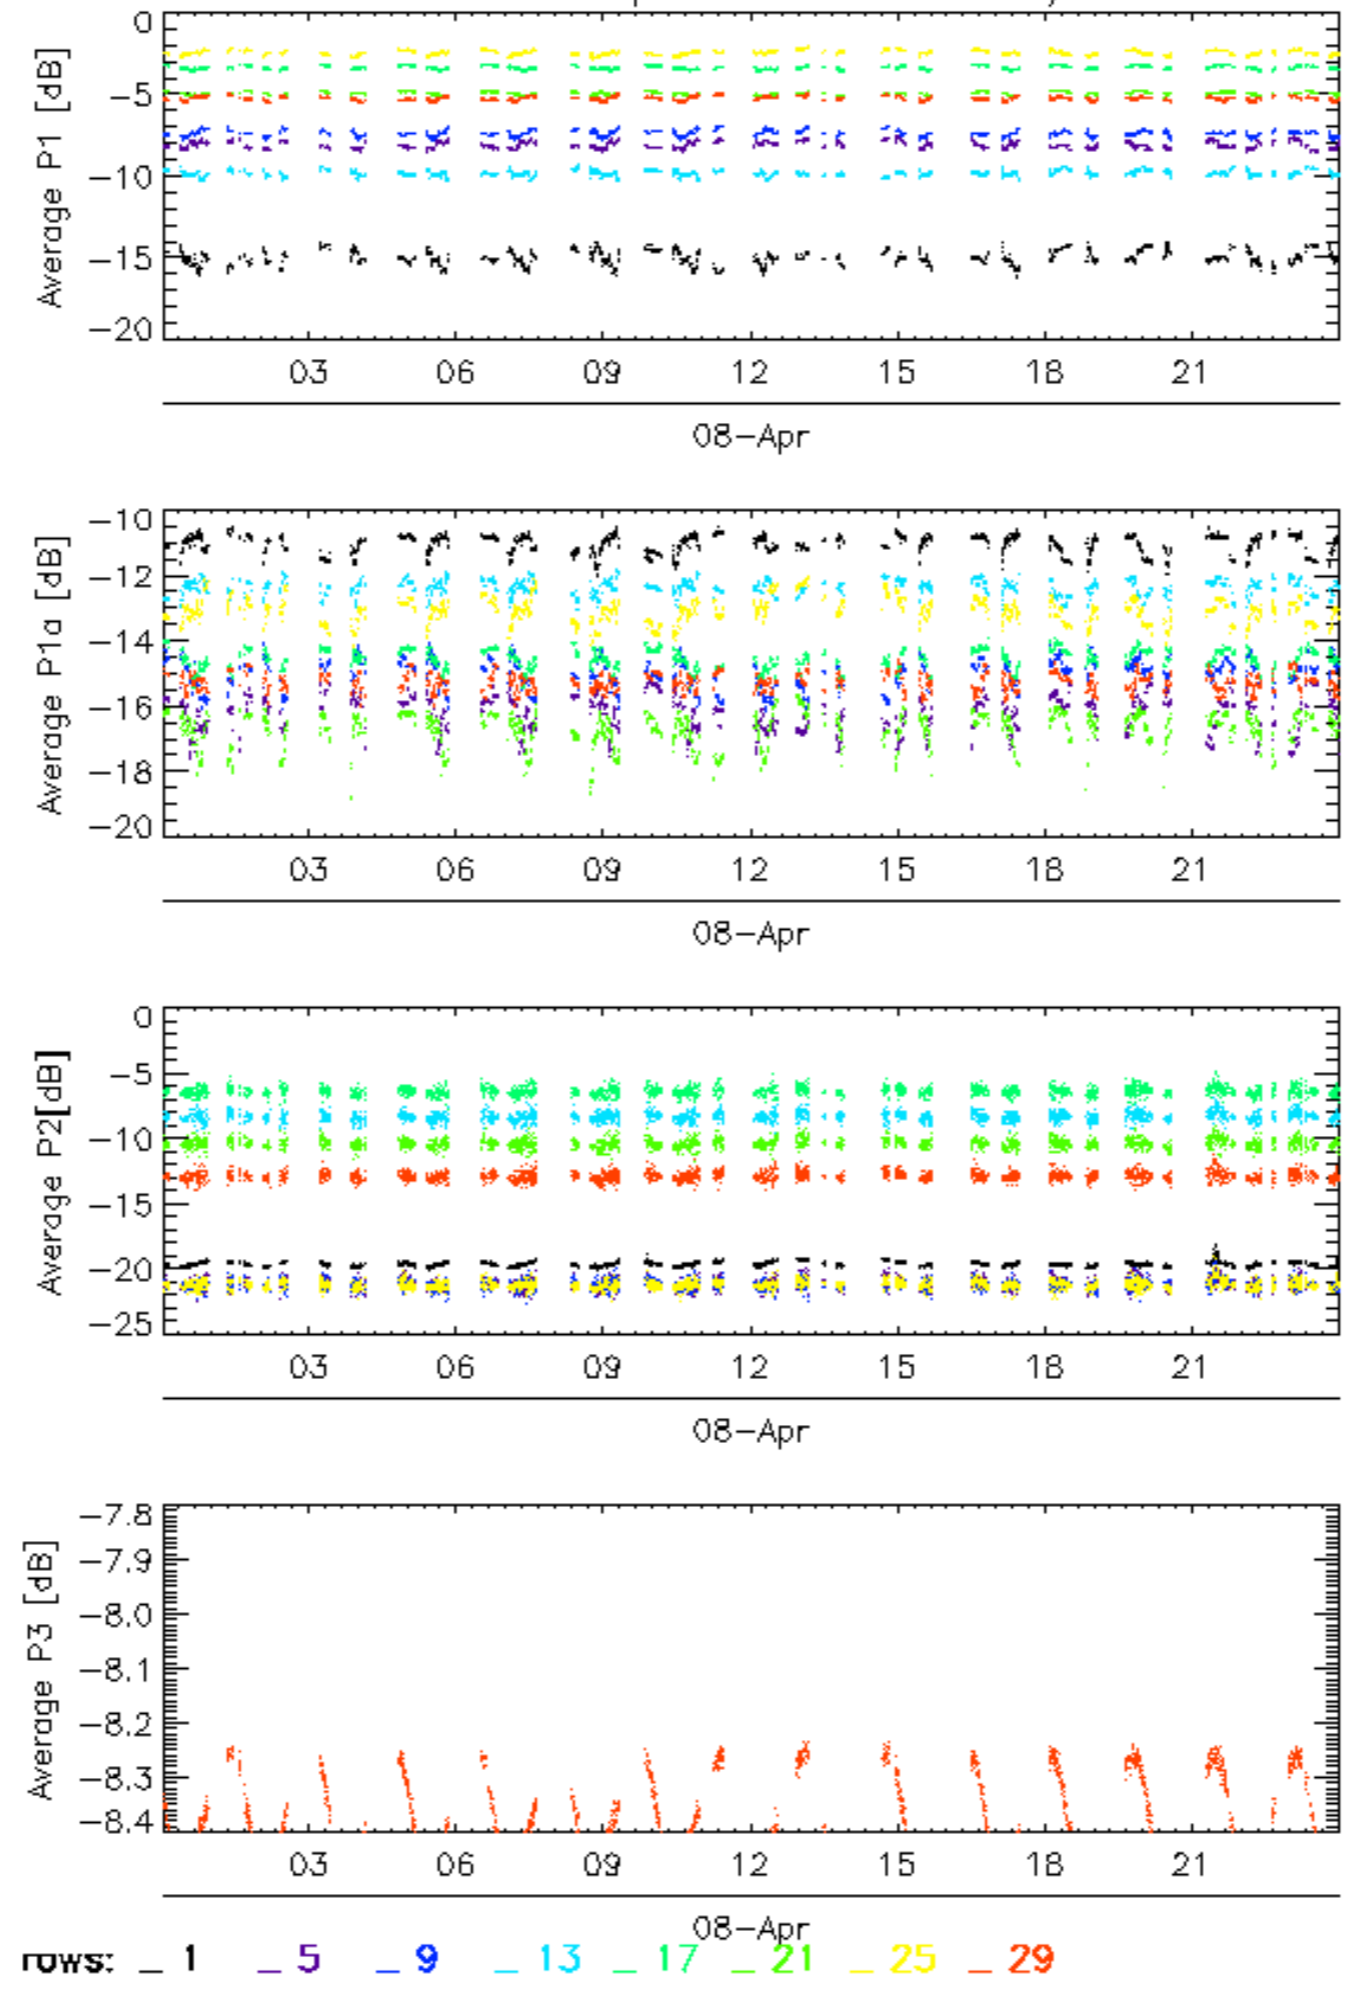 0
Average P1 [dB]
−5
−10
−15
−20
03 06 09 12 15 18 21
08−Apr
−10
Average P1a [dB]
−12
−14
−16
−18
−20
03 06 09 12 15 18 21
08−Apr
0
Average P2[dB]
−5
−10
−15
−20
−25
03 06 09 12 15 18 21
08−Apr
−7.8
Average P3 [dB]
−7.9
−8.0
−8.1
−8.2
−8.3
−8.4
03 06 09 12 15 18 21
08−Apr
rows: _ 1 _ 5 _ 9 _ 13 _ 17 _ 21 _ 25 _ 29